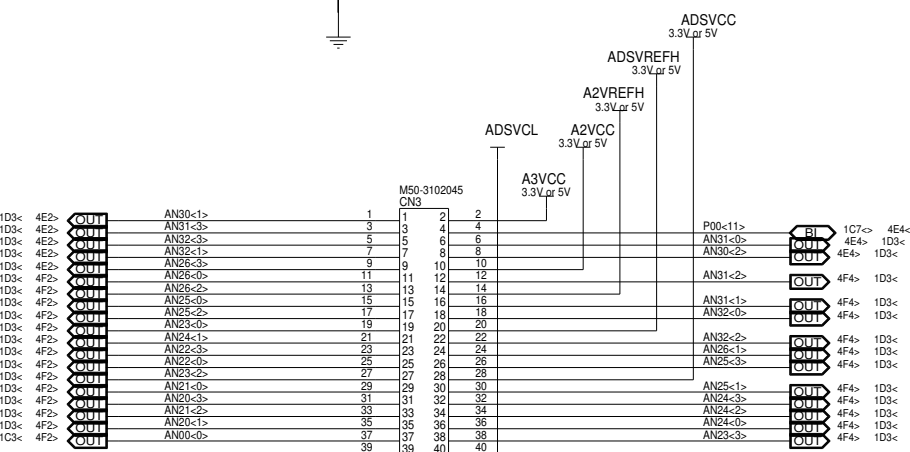 ADSVCC
3.3V or 5V
ADSVREFH
3.3V or 5V
A2VREFH
3.3V or 5V
ADSVCL
A2VCC
3.3V or 5V
A3VCC
3.3V or 5V
M50-3102045
CN3
1D3< 4E2> OUT AN30<1> 1 1 2 2
1D3< 4E2> OUT AN31<3> 3 3 4 4 P00<11> BI 1C7<> 4E4<
1D3< 4E2> OUT AN32<3> 5 5 6 6 AN31<0> OUT 4E4> 1D3<
1D3< 4E2> OUT AN32<1> 7 7 8 8 AN30<2> OUT 4E4> 1D3<
1D3< 4E2> OUT AN26<3> 9 9 10 10
1D3< 4F2> OUT AN26<0> 11 11 12 12 AN31<2> OUT 4F4> 1D3<
1D3< 4F2> OUT AN26<2> 13 13 14 14
1D3< 4F2> OUT AN25<0> 15 15 16 16 AN31<1> OUT 4F4> 1D3<
1D3< 4F2> OUT AN25<2> 17 17 18 18 AN32<0> OUT 4F4> 1D3<
1D3< 4F2> OUT AN23<0> 19 19 20 20
1D3< 4F2> OUT AN24<1> 21 21 22 22 AN32<2> OUT 4F4> 1D3<
1D3< 4F2> OUT AN22<3> 23 23 24 24 AN26<1> OUT 4F4> 1D3<
1D3< 4F2> OUT AN22<0> 25 25 26 26 AN25<3> OUT 4F4> 1D3<
1D3< 4F2> OUT AN23<2> 27 27 28 28
1D3< 4F2> OUT AN21<0> 29 29 30 30 AN25<1> OUT 4F4> 1D3<
1D3< 4F2> OUT AN20<3> 31 31 32 32 AN24<3> OUT 4F4> 1D3<
1D3< 4F2> OUT AN21<2> 33 33 34 34 AN24<2> OUT 4F4> 1D3<
1D3< 4F2> OUT AN20<1> 35 35 36 36 AN24<0> OUT 4F4> 1D3<
1C3< 4F2> OUT AN00<0> 37 37 38 38 AN23<3> OUT 4F4> 1D3<
39 39 40 40